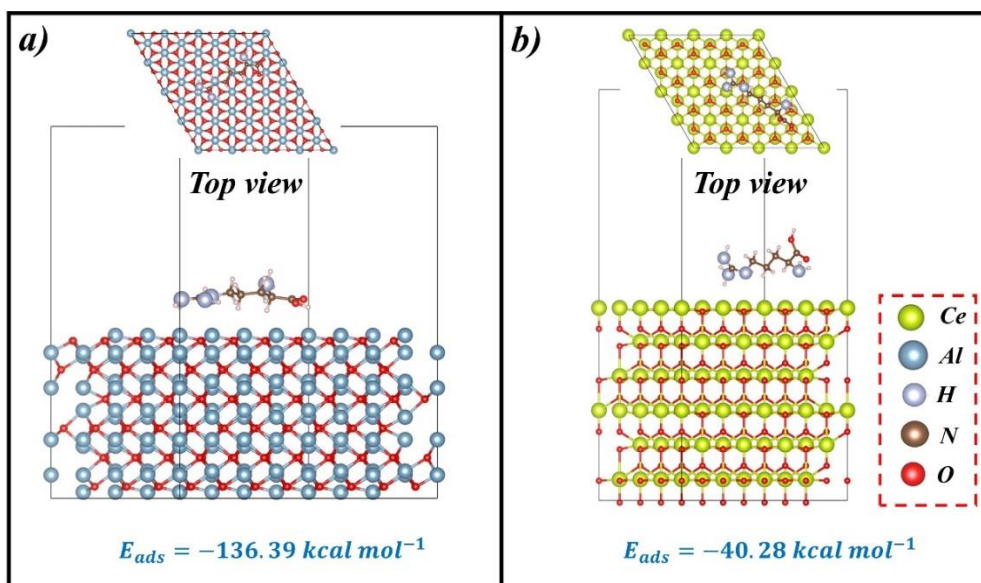 a)
Top view
E_ads = −136.39 kcal mol⁻¹
b)
Top view
E_ads = −40.28 kcal mol⁻¹
Ce
Al
H
N
O